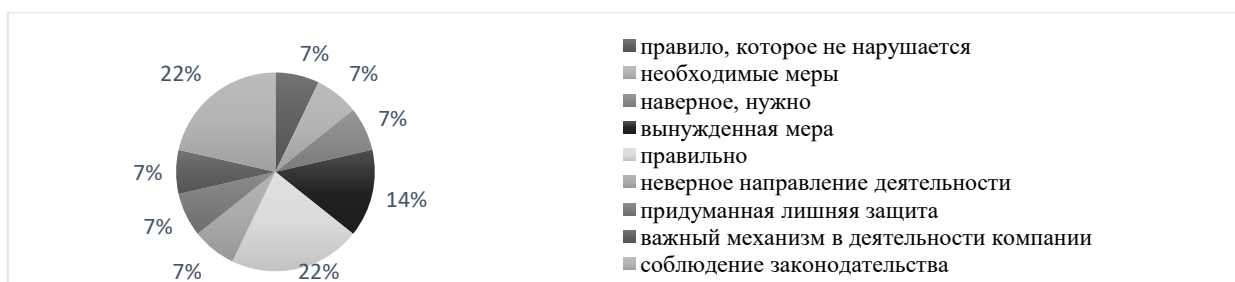 7%
7%
7%
14%
22%
7%
7%
7%
22%
правило, которое не нарушается
необходимые меры
наверное, нужно
вынужденная мера
правильно
неверное направление деятельности
придуманная лишняя защита
важный механизм в деятельности компании
соблюдение законодательства